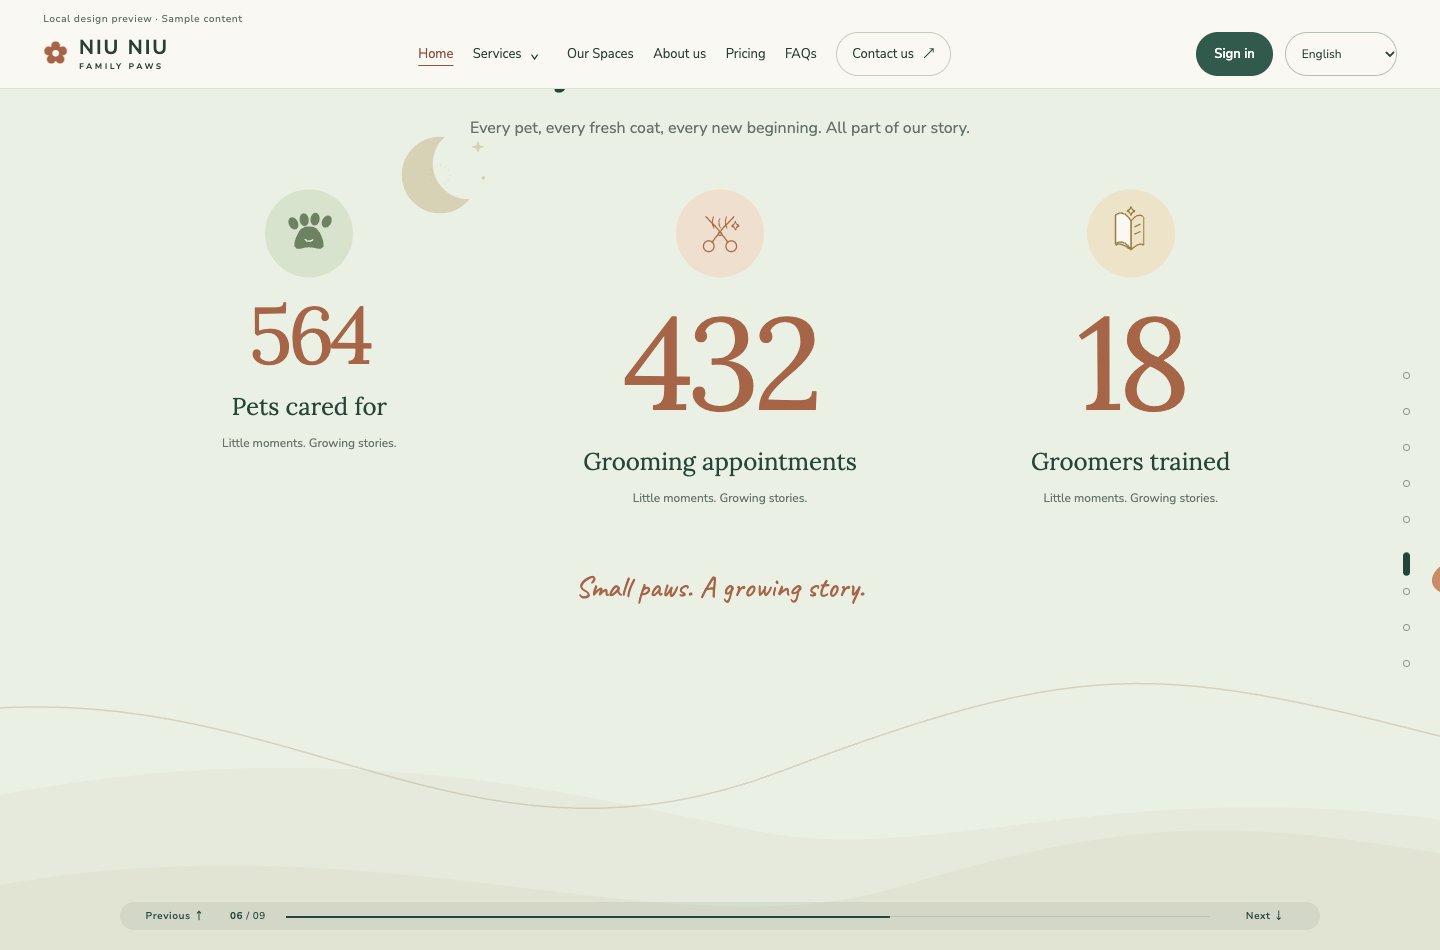 Local design preview · Sample content
NIU NIU
FAMILY PAWS
Home
Services
Our Spaces
About us
Pricing
FAQs
Contact us ↗
Sign in
English
Every pet, every fresh coat, every new beginning. All part of our story.
564
Pets cared for
Little moments. Growing stories.
432
Grooming appointments
Little moments. Growing stories.
18
Groomers trained
Little moments. Growing stories.
Small paws. A growing story.
Previous ↑
06 / 09
Next ↓